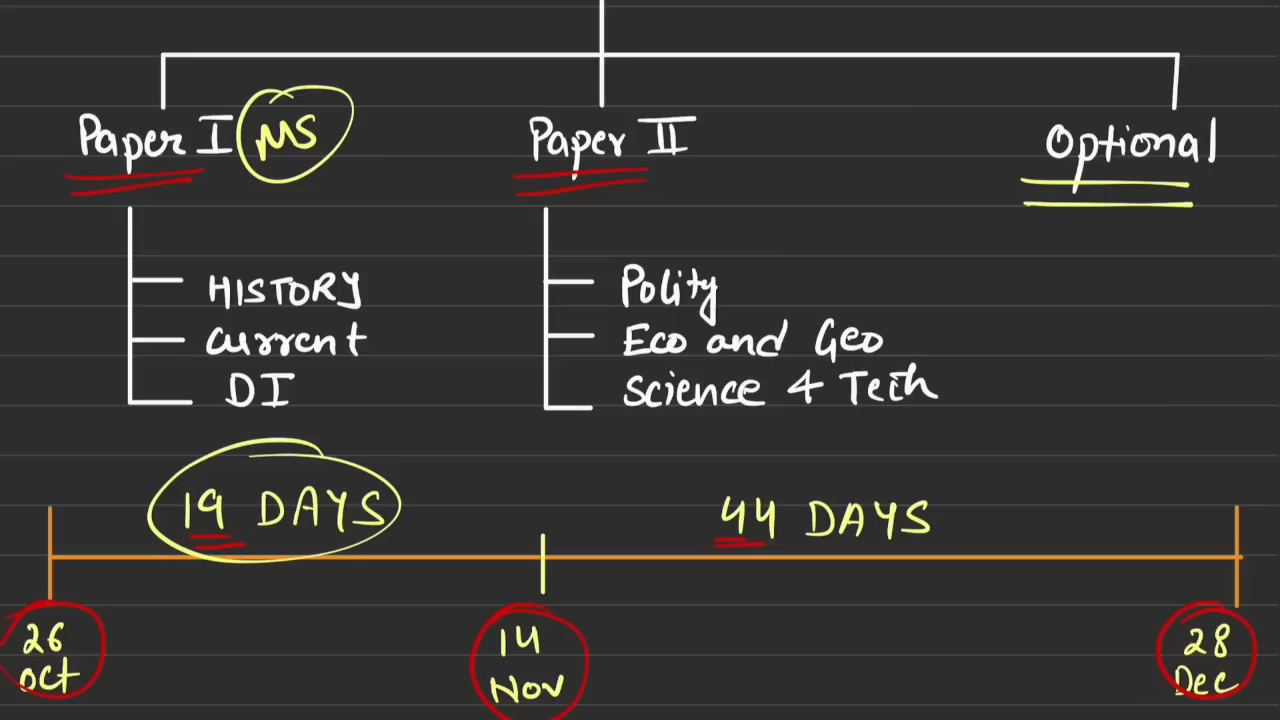 Paper I MS
Paper II
Optional
HISTORY
Current
DI
Polity
Eco and Geo
Science & Tech
19 DAYS
44 DAYS
26 Oct
14 Nov
28 Dec